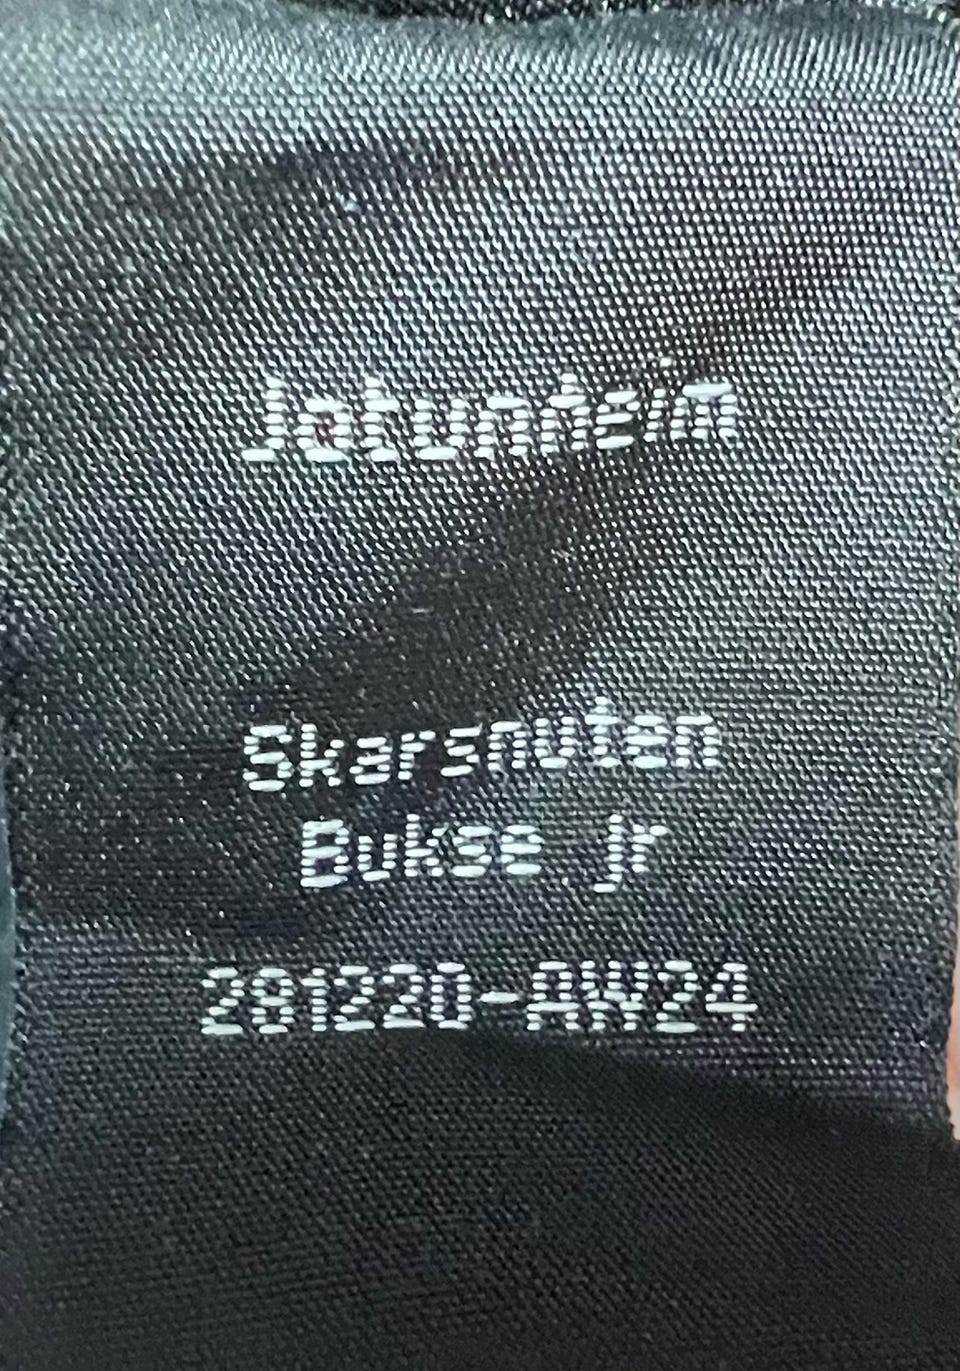 Jotunheim
Skarsnuten
Bukse jr
281220-AW24